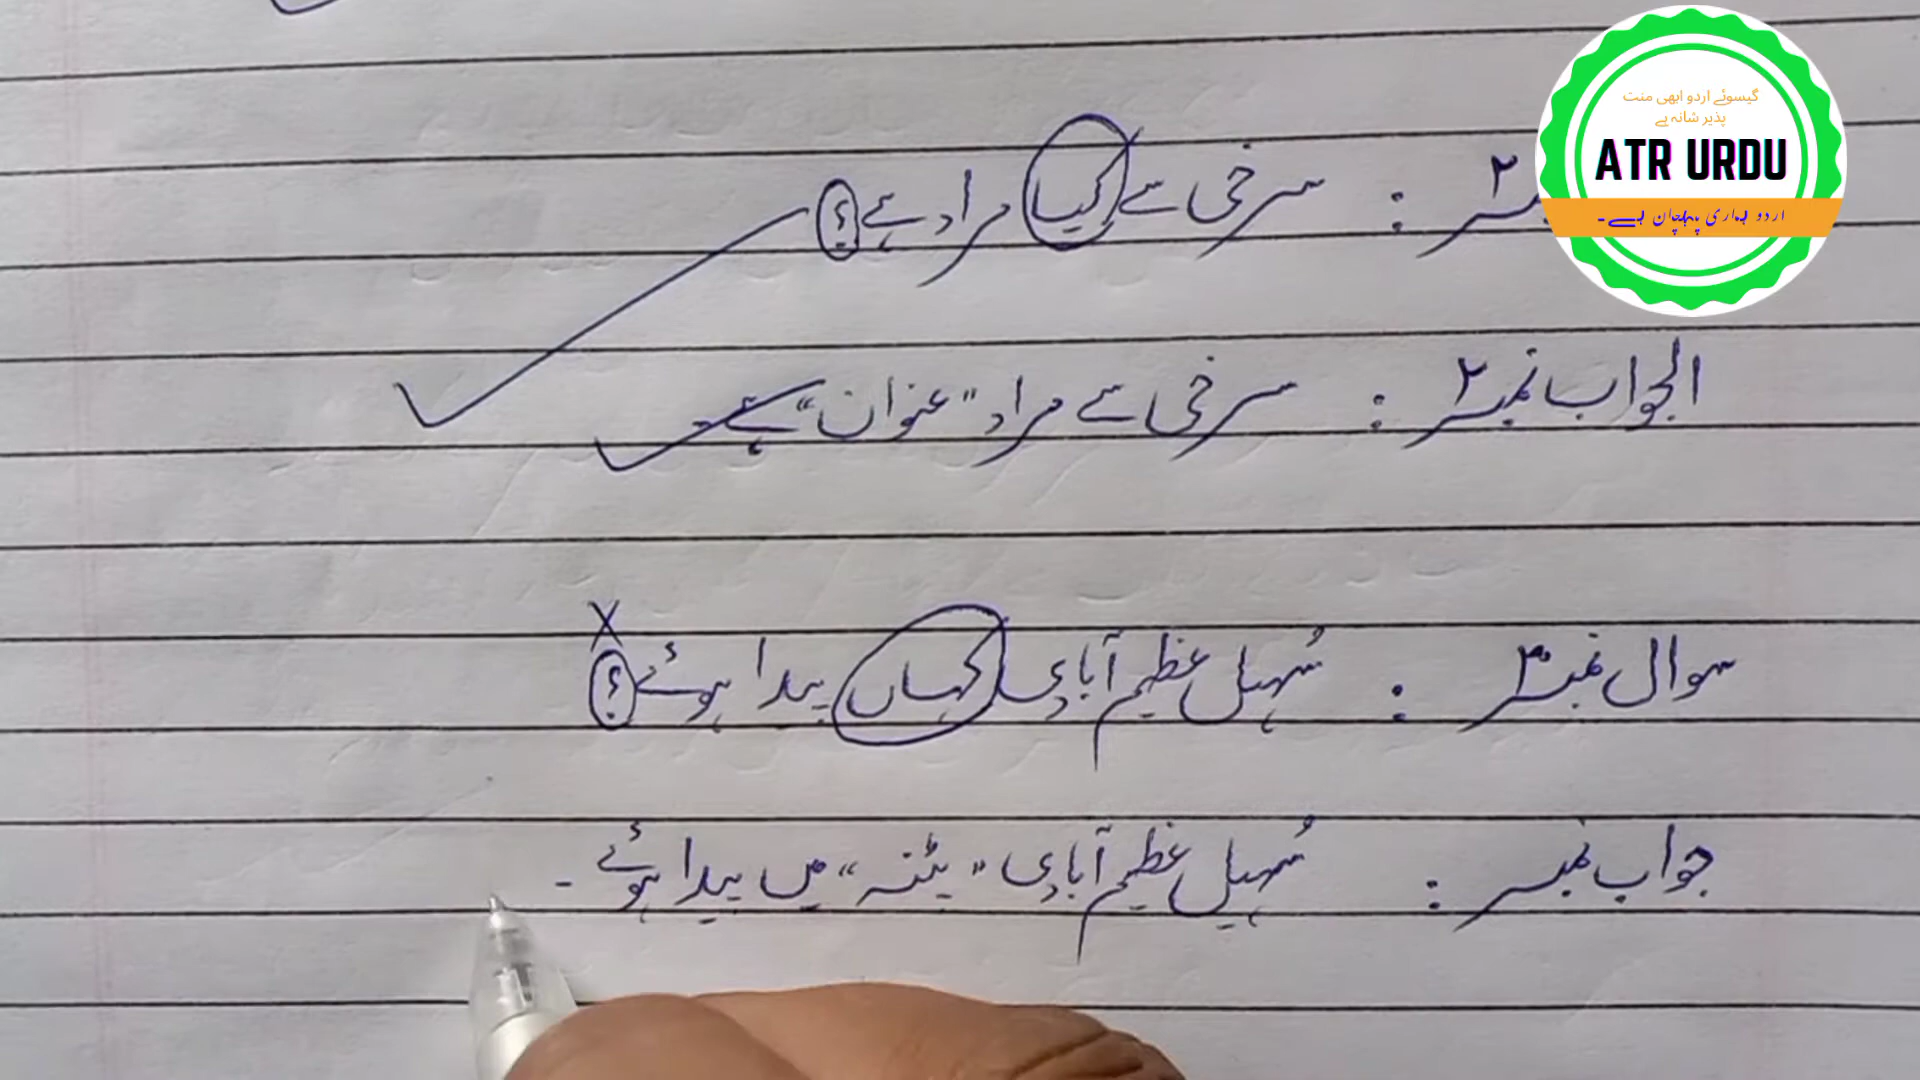 گیسوئے اردو ابھی منت
پذیر شانہ ہے
ATR URDU
اردو ہماری پہچان ہے۔
۲ : سرخی سے کیا مراد ہے؟
الجواب نمبر ۲ : سرخی سے مراد "عنوان" ہے۔
سوال نمبر ۳ : سُہیل عظیم آبادی کہاں پیدا ہوئے؟
جواب نمبر : سُہیل عظیم آبادی "پٹنہ" میں پیدا ہوئے ۔